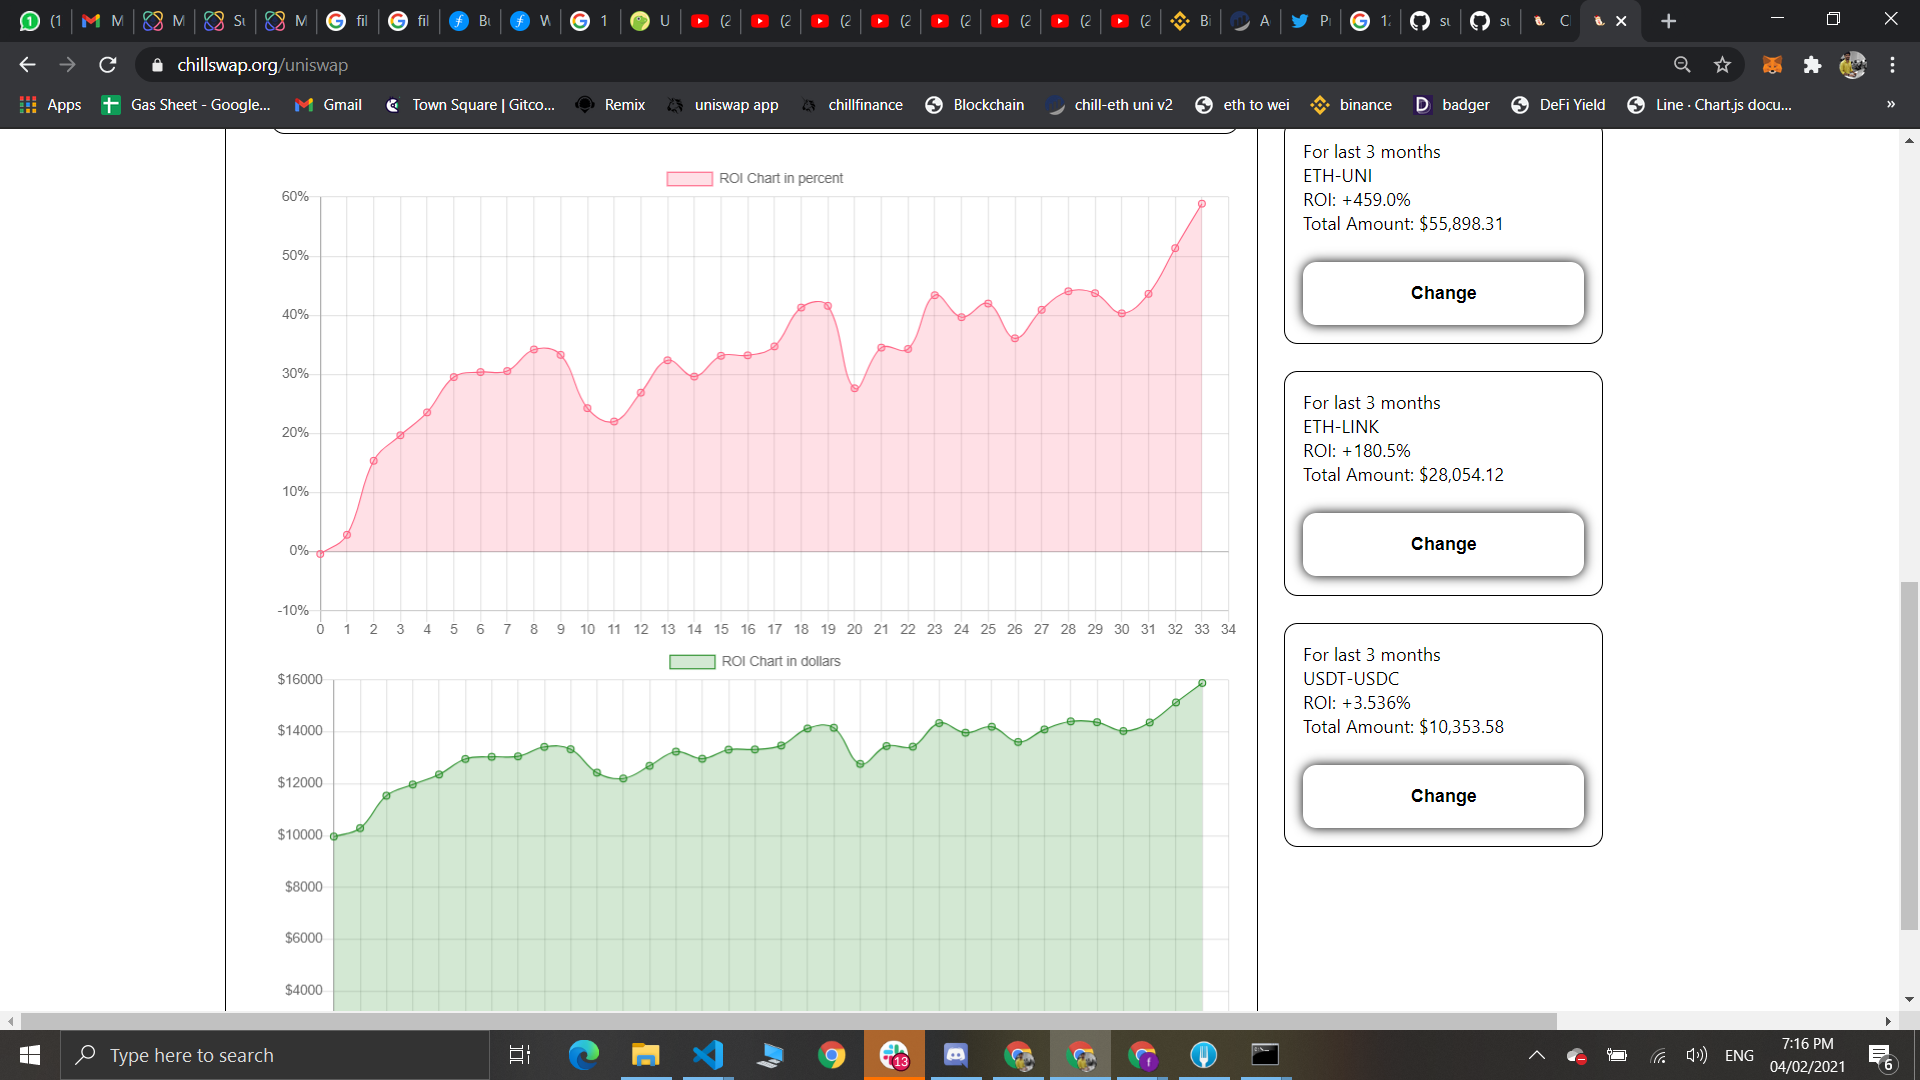 chillswap.org/uniswap
Apps
Gas Sheet - Google...
Gmail
Town Square | Gitco...
Remix
uniswap app
chillfinance
Blockchain
chill-eth uni v2
eth to wei
binance
badger
DeFi Yield
Line · Chart.js docu...
»
ROI Chart in percent
60%
50%
40%
30%
20%
10%
0%
-10%
0 1 2 3 4 5 6 7 8 9 10 11 12 13 14 15 16 17 18 19 20 21 22 23 24 25 26 27 28 29 30 31 32 33 34
ROI Chart in dollars
$16000
$14000
$12000
$10000
$8000
$6000
$4000
For last 3 months
ETH-UNI
ROI: +459.0%
Total Amount: $55,898.31
Change
For last 3 months
ETH-LINK
ROI: +180.5%
Total Amount: $28,054.12
Change
For last 3 months
USDT-USDC
ROI: +3.536%
Total Amount: $10,353.58
Change
Type here to search
13
ENG
7:16 PM
04/02/2021
6